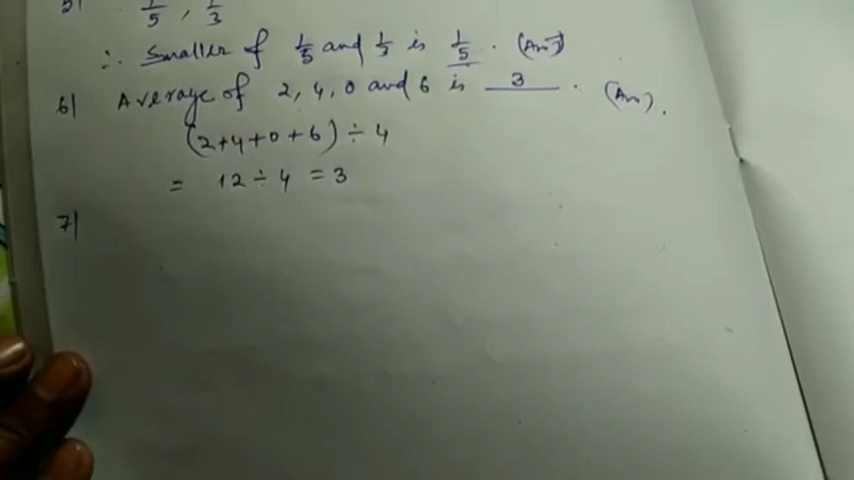 5) 1/5 , 1/3
∴ Smaller of 1/5 and 1/3 is 1/5 . (Ans)
6) Average of 2, 4, 0 and 6 is 3 . (Ans).
(2+4+0+6) ÷ 4
= 12 ÷ 4 = 3
7)